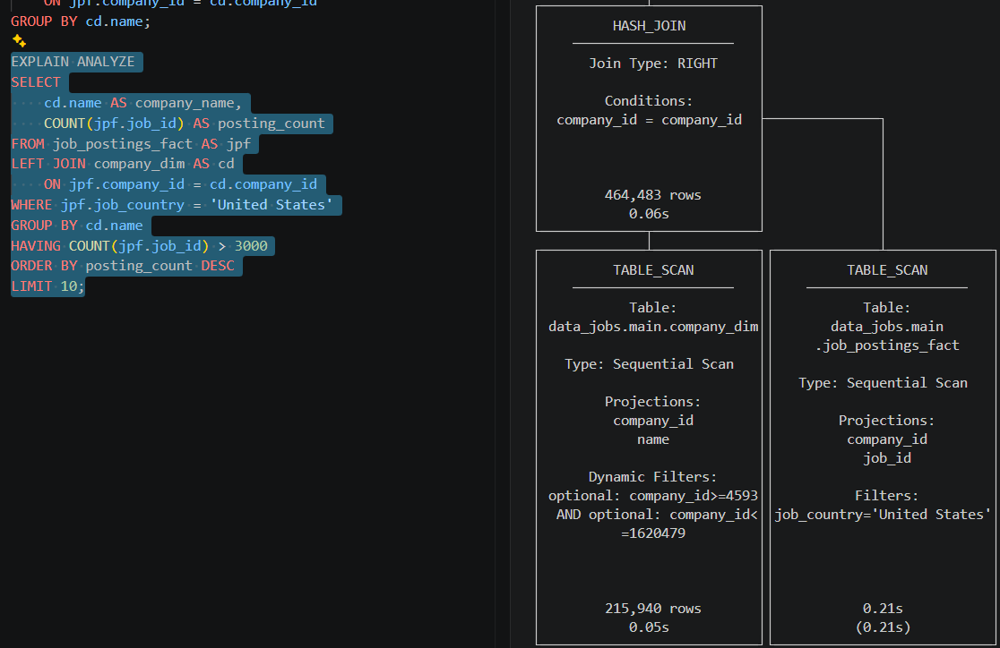 ON jpf.company_id = cd.company_id
GROUP BY cd.name;
EXPLAIN ANALYZE
SELECT
cd.name AS company_name,
COUNT(jpf.job_id) AS posting_count
FROM job_postings_fact AS jpf
LEFT JOIN company_dim AS cd
ON jpf.company_id = cd.company_id
WHERE jpf.job_country = 'United States'
GROUP BY cd.name
HAVING COUNT(jpf.job_id) > 3000
ORDER BY posting_count DESC
LIMIT 10;
HASH_JOIN
Join Type: RIGHT
Conditions:
company_id = company_id
464,483 rows
0.06s
TABLE_SCAN
Table:
data_jobs.main.company_dim
Type: Sequential Scan
Projections:
company_id
name
Dynamic Filters:
optional: company_id>=4593
AND optional: company_id<
=1620479
215,940 rows
0.05s
TABLE_SCAN
Table:
data_jobs.main
.job_postings_fact
Type: Sequential Scan
Projections:
company_id
job_id
Filters:
job_country='United States'
0.21s
(0.21s)